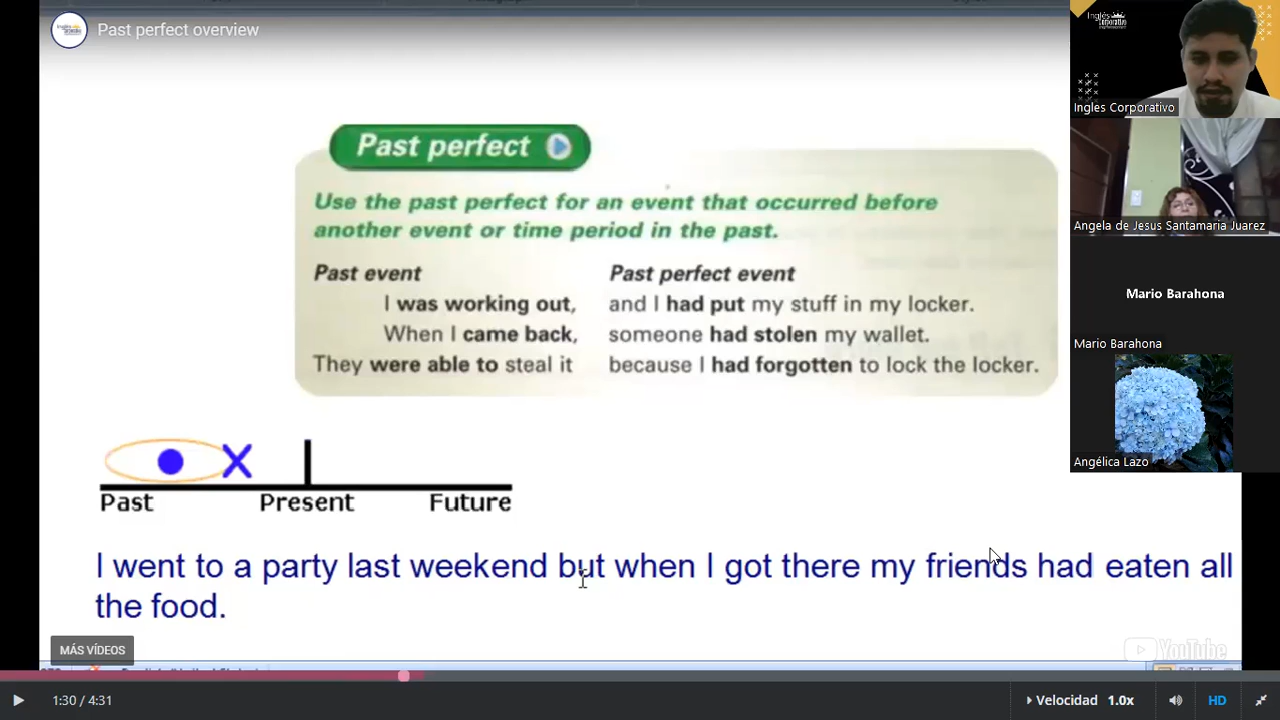 Past perfect overview
Past perfect
Use the past perfect for an event that occurred before
another event or time period in the past.
Past event Past perfect event
I was working out, and I had put my stuff in my locker.
When I came back, someone had stolen my wallet.
They were able to steal it because I had forgotten to lock the locker.
X
Past Present Future
I went to a party last weekend but when I got there my friends had eaten all
the food.
MÁS VÍDEOS
YouTube
1:30 / 4:31
Velocidad 1.0x
HD
Inglés
Corporativo
Ingles Corporativo
Angela de Jesus Santamaria Juarez
Mario Barahona
Mario Barahona
Angélica Lazo